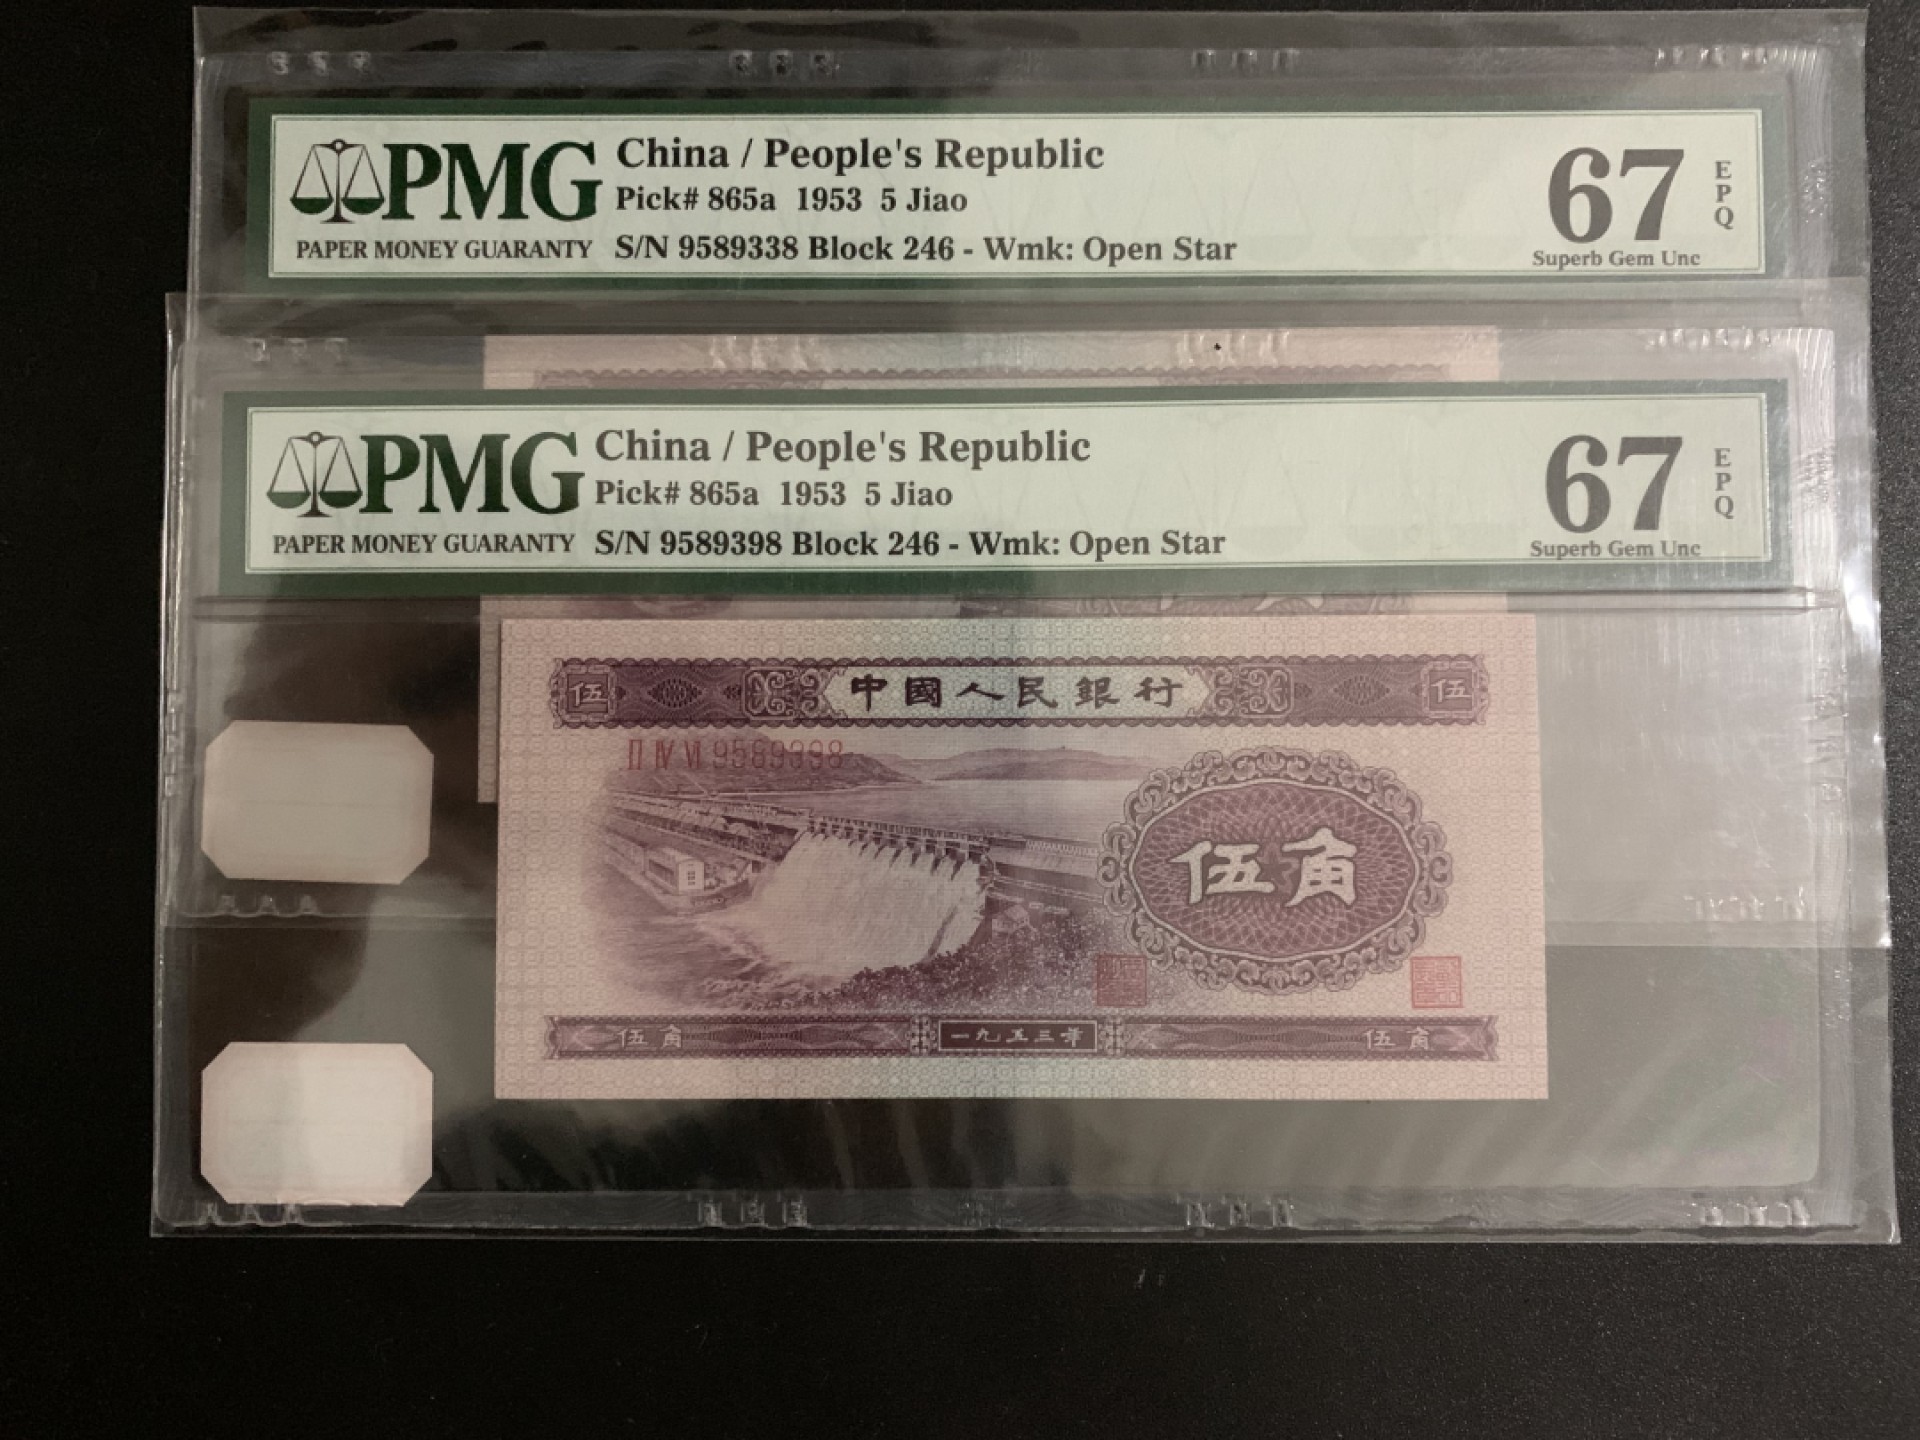 PMG
PAPER MONEY GUARANTY
China / People's Republic
Pick# 865a 1953 5 Jiao
S/N 9589338 Block 246 - Wmk: Open Star
67
EPQ
Superb Gem Unc
PMG
PAPER MONEY GUARANTY
China / People's Republic
Pick# 865a 1953 5 Jiao
S/N 9589398 Block 246 - Wmk: Open Star
67
EPQ
Superb Gem Unc
伍 中國人民銀行 伍
II IV VI 9589398
伍角
伍角 一九五三年 伍角